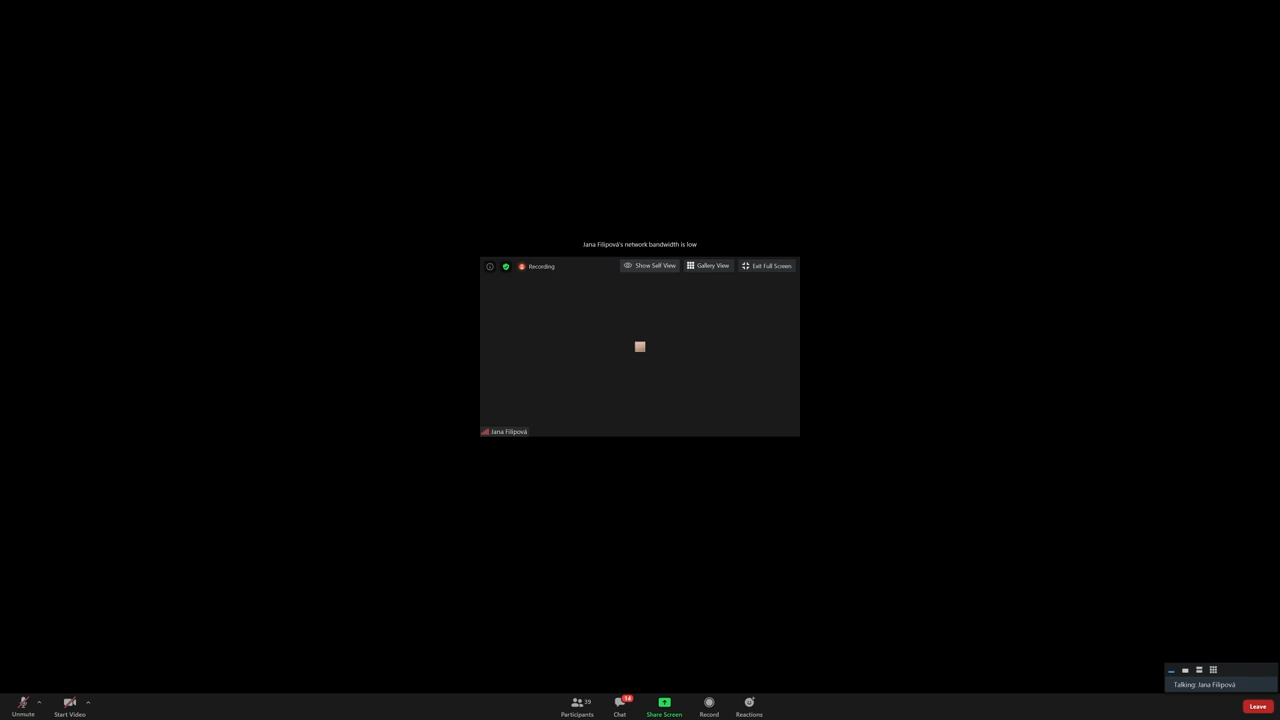 Jana Filipová's network bandwidth is low
Recording
Show Self View
Gallery View
Exit Full Screen
Jana Filipová
Talking: Jana Filipová
Unmute
Start Video
Participants
39
Chat
14
Share Screen
Record
Reactions
Leave